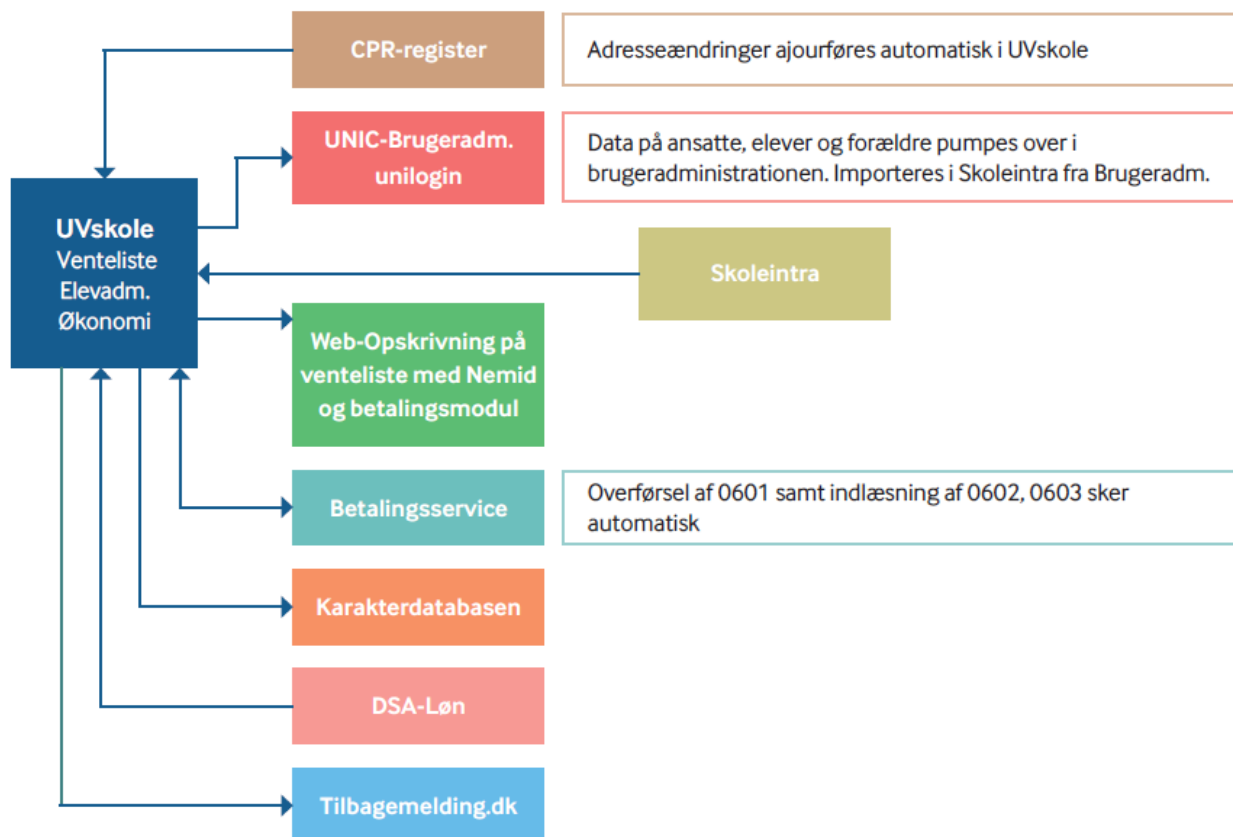 CPR-register
Adresseændringer ajourføres automatisk i UVskole
UNIC-Brugeradm.
unilogin
Data på ansatte, elever og forældre pumpes over i
brugeradministrationen. Importeres i Skoleintra fra Brugeradm.
UVskole
Venteliste
Elevadm.
Økonomi
Skoleintra
Web-Opskrivning på
venteliste med Nemid
og betalingsmodul
Betalingsservice
Overførsel af 0601 samt indlæsning af 0602, 0603 sker
automatisk
Karakterdatabasen
DSA-Løn
Tilbagemelding.dk